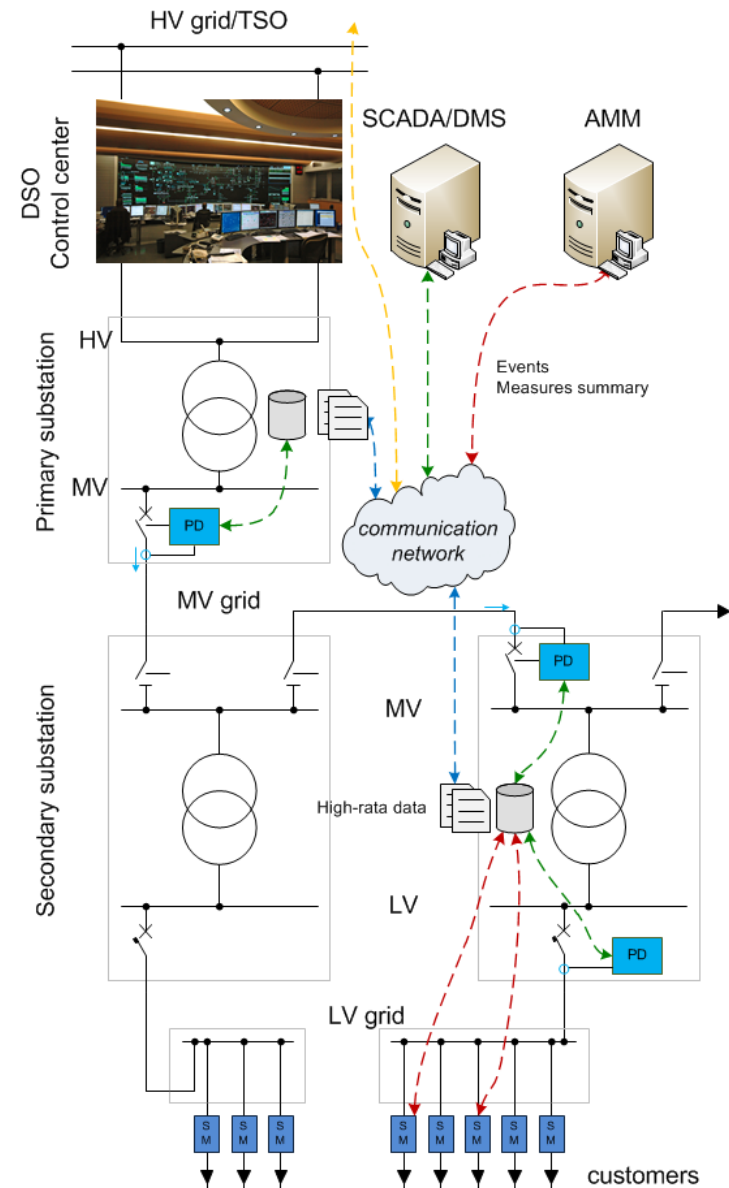 HV grid/TSO
DSO
Control center
SCADA/DMS
AMM
Events
Measures summary
Primary substation
HV
MV
PD
communication
network
MV grid
PD
MV
Secondary substation
High-rata data
LV
PD
LV grid
S
M
S
M
S
M
S
M
S
M
S
M
S
M
S
M
customers